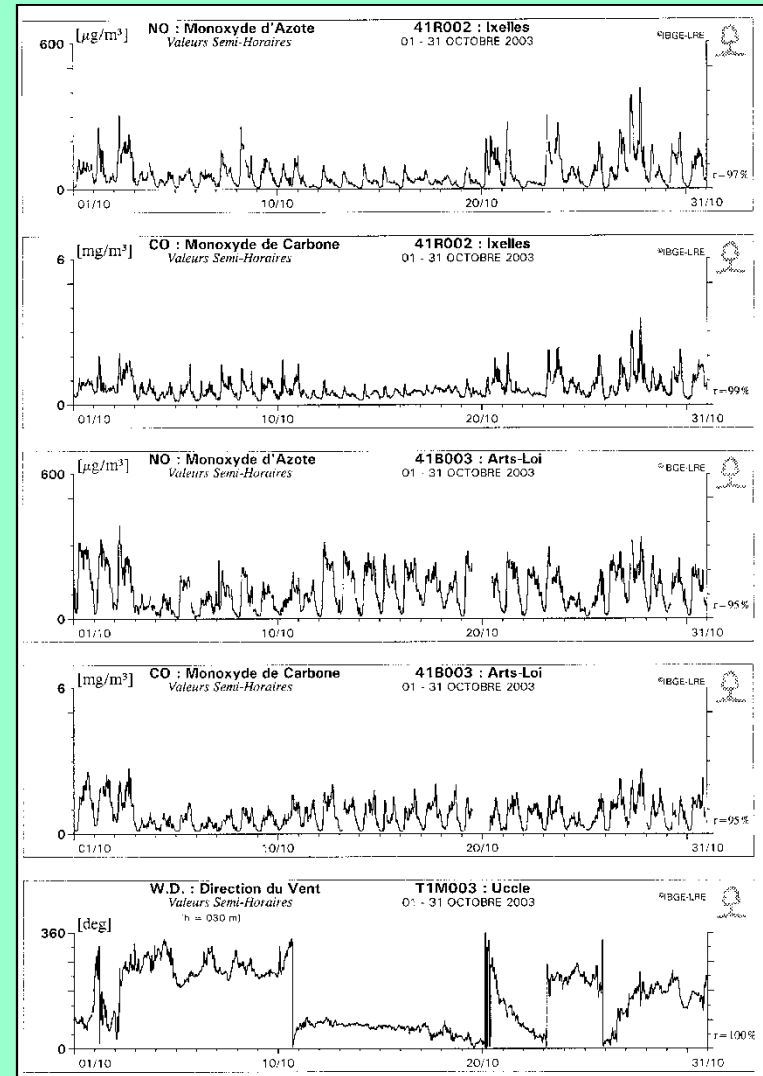 [µg/m³] NO : Monoxyde d'Azote 41R002 : Ixelles
Valeurs Semi-Horaires 01 - 31 OCTOBRE 2003 ©IBGE-LRE
600
τ=97%
0
01/10 10/10 20/10 31/10
[mg/m³] CO : Monoxyde de Carbone 41R002 : Ixelles
Valeurs Semi-Horaires 01 - 31 OCTOBRE 2003 ©IBGE-LRE
6
τ=99%
0
01/10 10/10 20/10 31/10
[µg/m³] NO : Monoxyde d'Azote 41B003 : Arts-Loi
Valeurs Semi-Horaires 01 - 31 OCTOBRE 2003 ©IBGE-LRE
600
τ=95%
0
01/10 10/10 20/10 31/10
[mg/m³] CO : Monoxyde de Carbone 41B003 : Arts-Loi
Valeurs Semi-Horaires 01 - 31 OCTOBRE 2003 ©IBGE-LRE
6
τ=95%
0
01/10 10/10 20/10 31/10
W.D. : Direction du Vent T1M003 : Uccle
Valeurs Semi-Horaires 01 - 31 OCTOBRE 2003 ©IBGE-LRE
(h = 030 m)
[deg]
360
τ=100%
0
01/10 10/10 20/10 31/10